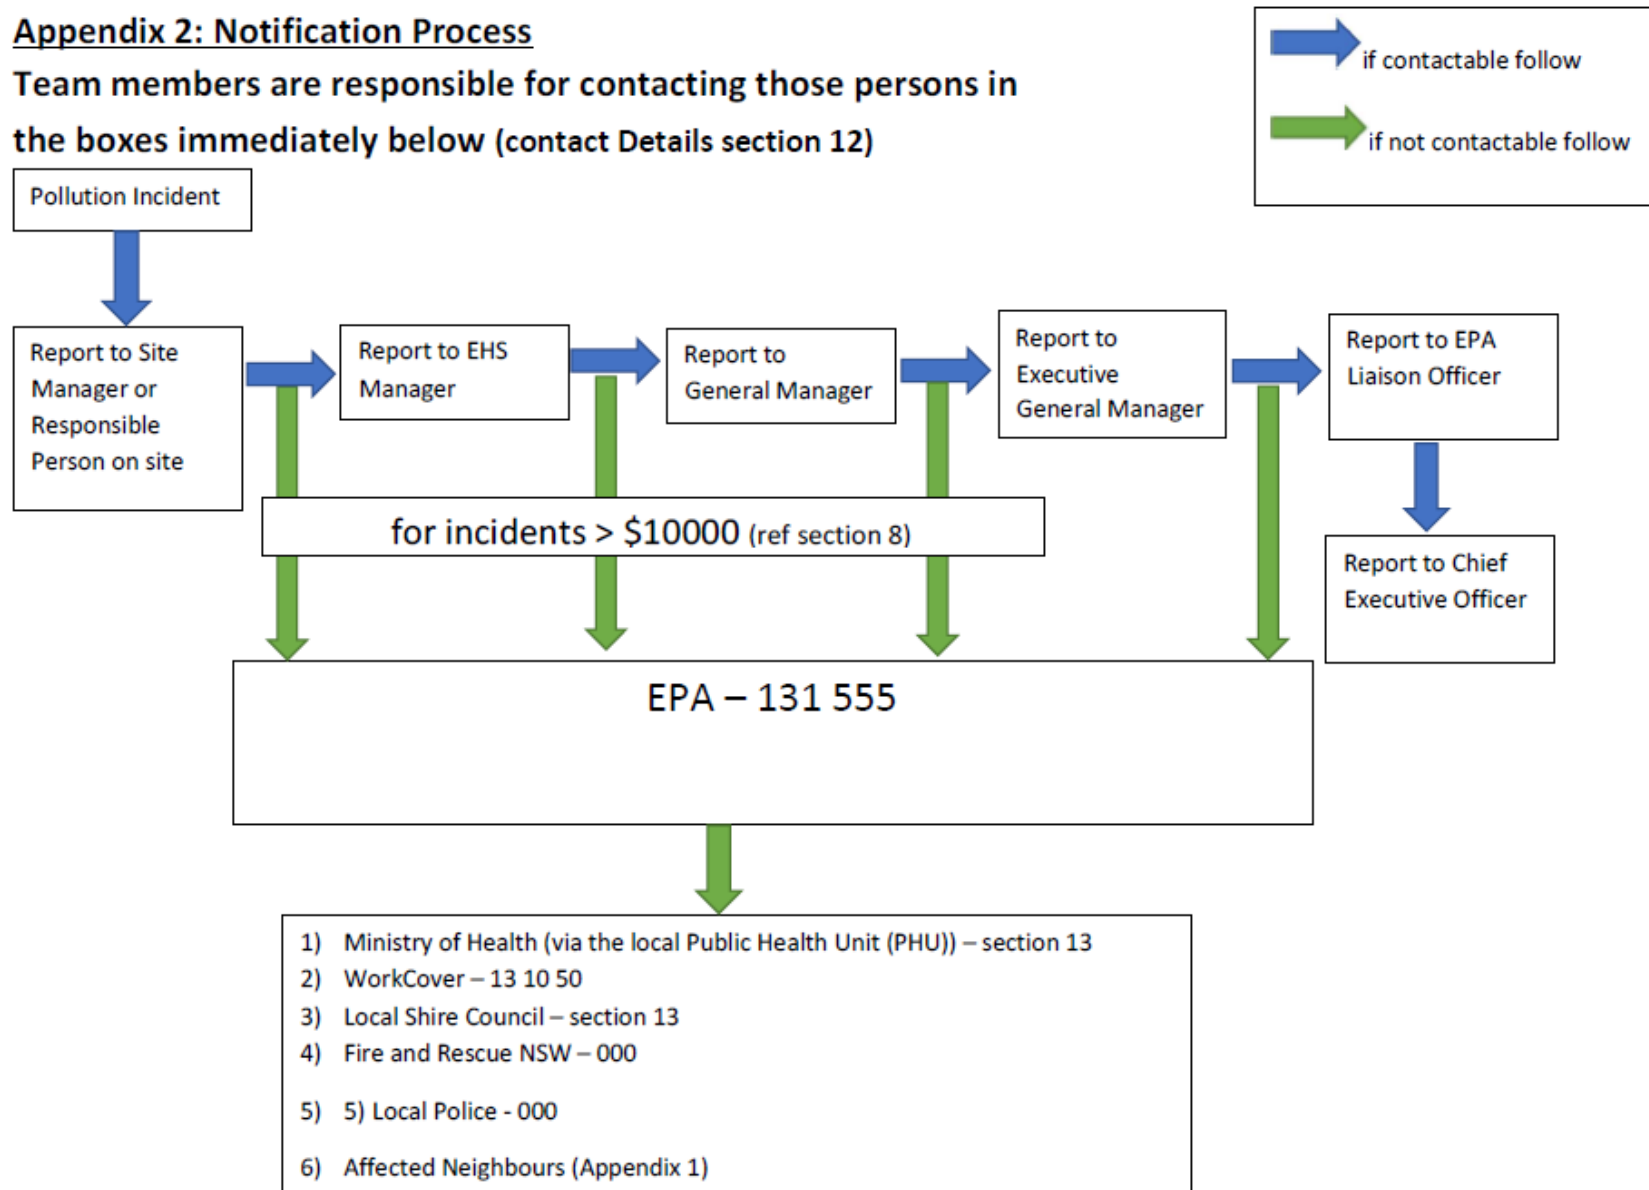 Appendix 2: Notification Process
Team members are responsible for contacting those persons in
the boxes immediately below (contact Details section 12)
if contactable follow
if not contactable follow
Pollution Incident
Report to Site
Manager or
Responsible
Person on site
Report to EHS
Manager
Report to
General Manager
Report to
Executive
General Manager
Report to EPA
Liaison Officer
for incidents > $10000 (ref section 8)
Report to Chief
Executive Officer
EPA – 131 555
1) Ministry of Health (via the local Public Health Unit (PHU)) – section 13
2) WorkCover – 13 10 50
3) Local Shire Council – section 13
4) Fire and Rescue NSW – 000
5) 5) Local Police - 000
6) Affected Neighbours (Appendix 1)